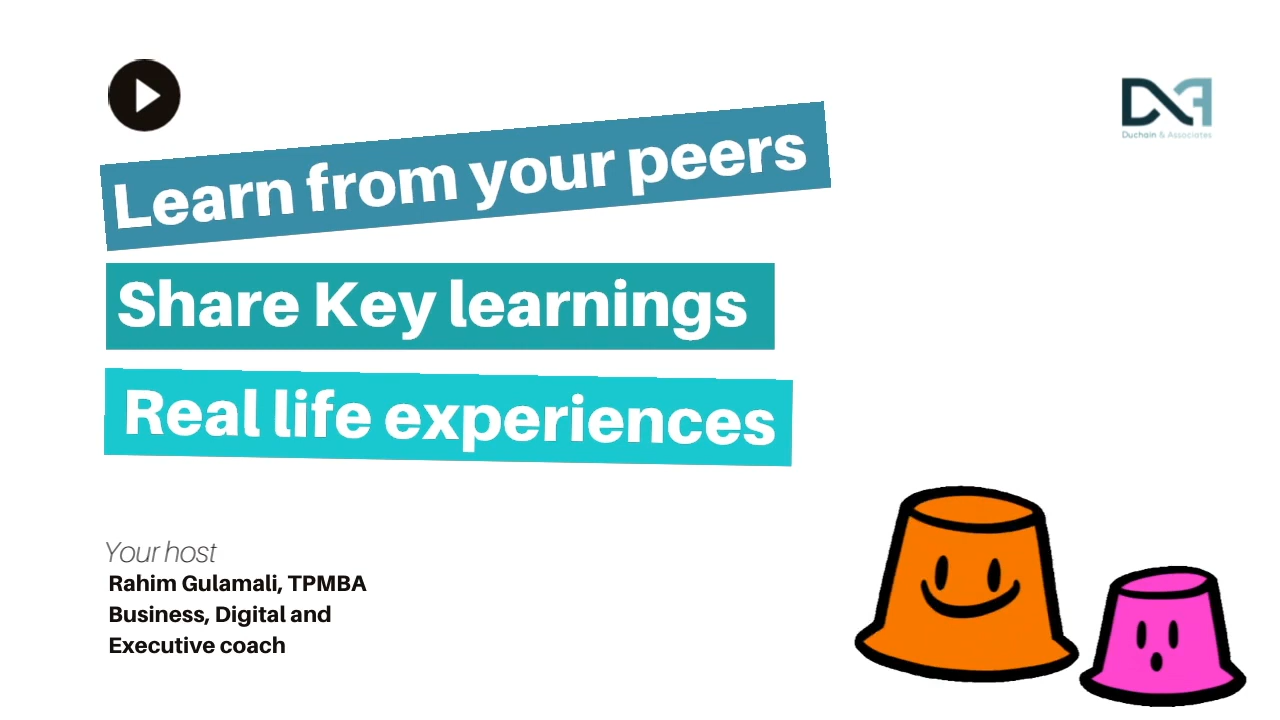 Duchain & Associates
Learn from your peers
Share Key learnings
Real life experiences
Your host
Rahim Gulamali, TPMBA
Business, Digital and
Executive coach